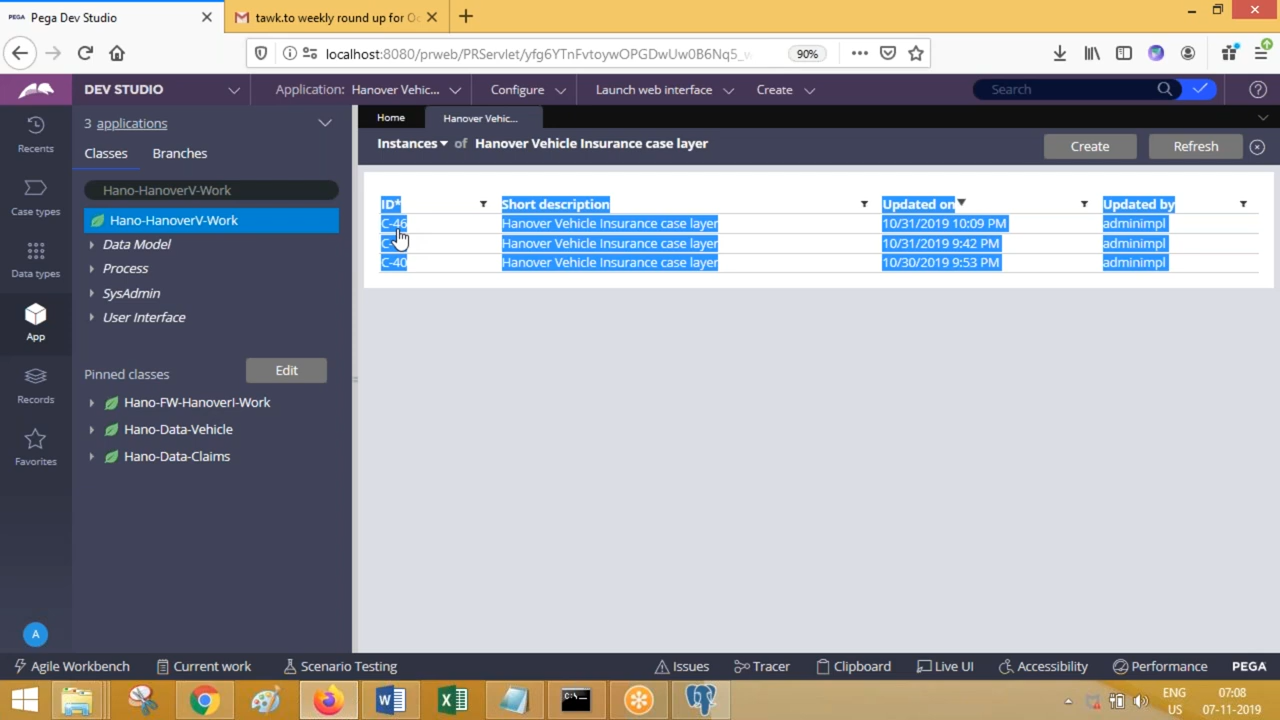 PEGA Pega Dev Studio
tawk.to weekly round up for Oc
localhost:8080/prweb/PRServlet/yfg6YTnFvtoywOPGDwUw0B6Nq5_
90%
DEV STUDIO
Application: Hanover Vehic...
Configure
Launch web interface
Create
Search
Recents
Case types
Data types
App
Records
Favorites
A
3 applications
Classes
Branches
Hano-HanoverV-Work
Hano-HanoverV-Work
Data Model
Process
SysAdmin
User Interface
Pinned classes
Edit
Hano-FW-HanoverI-Work
Hano-Data-Vehicle
Hano-Data-Claims
Home
Hanover Vehic...
Instances of Hanover Vehicle Insurance case layer
Create
Refresh
ID* Short description Updated on Updated by
C-46 Hanover Vehicle Insurance case layer 10/31/2019 10:09 PM adminimpl
Hanover Vehicle Insurance case layer 10/31/2019 9:42 PM adminimpl
C-40 Hanover Vehicle Insurance case layer 10/30/2019 9:53 PM adminimpl
Agile Workbench
Current work
Scenario Testing
Issues
Tracer
Clipboard
Live UI
Accessibility
Performance
PEGA
ENG
US
07:08
07-11-2019